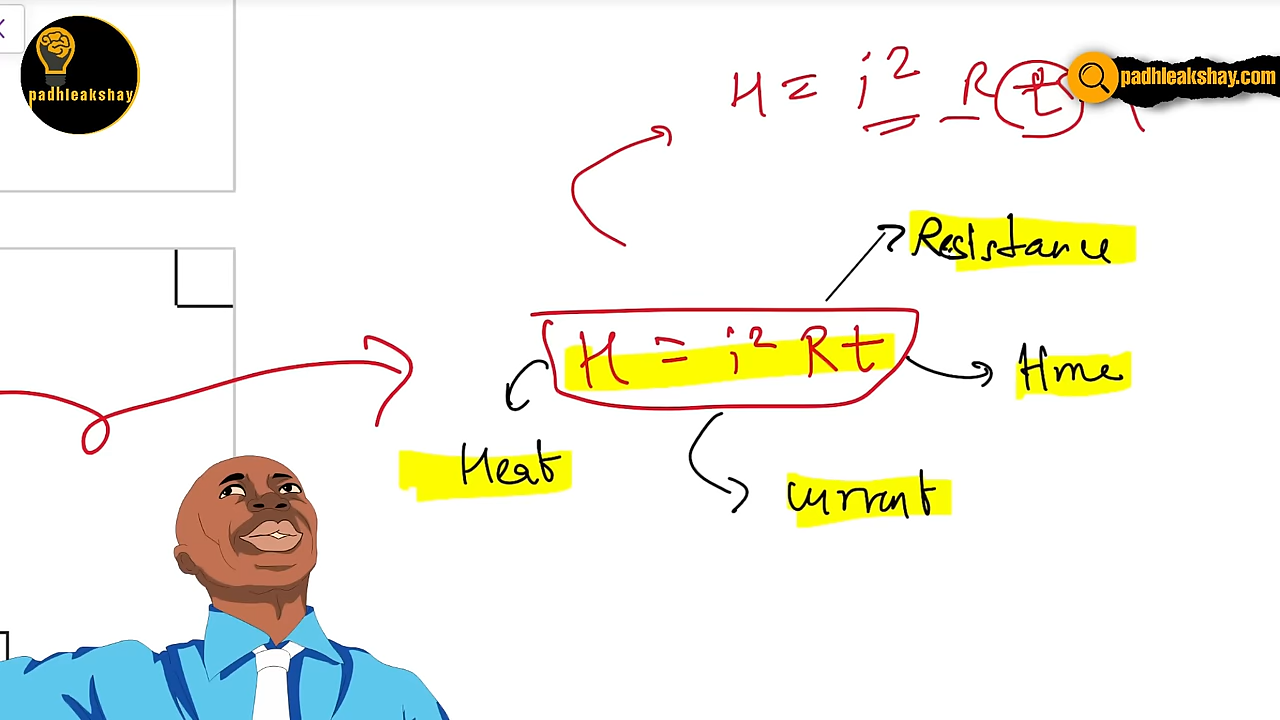 padhleakshay
H = i² R t
padhleakshay.com
Resistance
H = i² Rt
Time
Heat
current